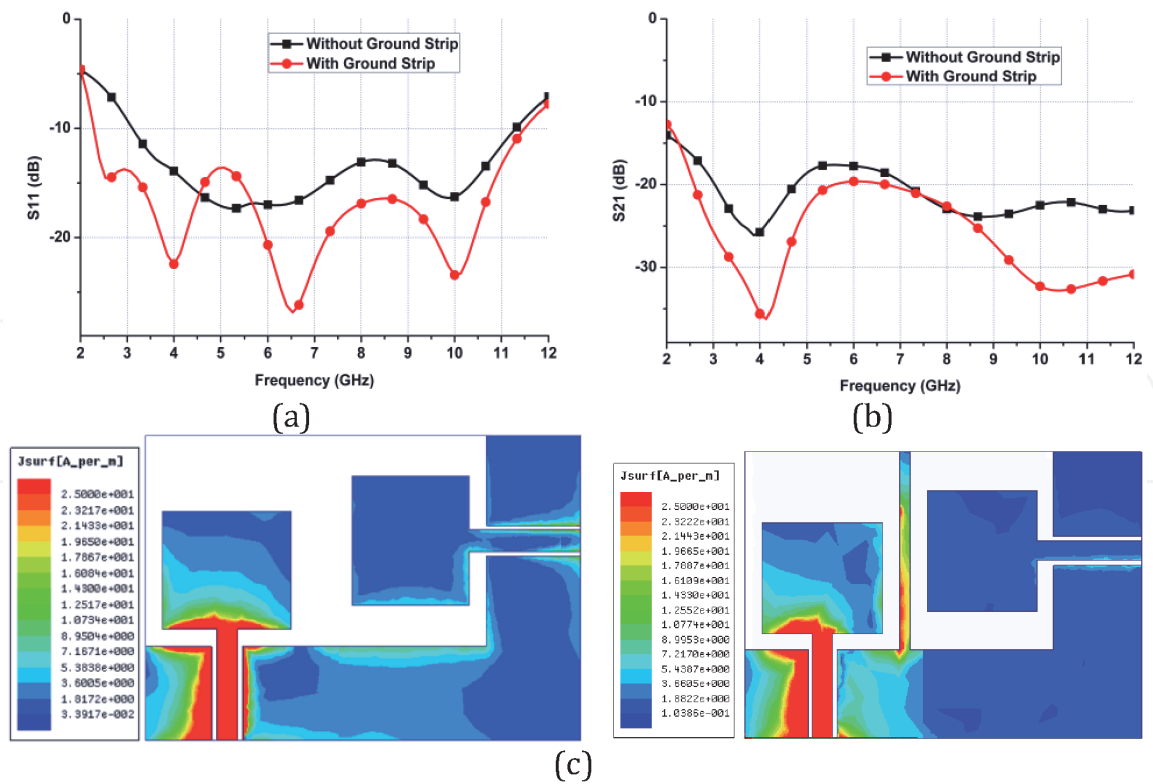 0
-10
-20
S11 (dB)
Without Ground Strip
With Ground Strip
2 3 4 5 6 7 8 9 10 11 12
Frequency (GHz)
(a)
0
-10
-20
-30
S21 (dB)
Without Ground Strip
With Ground Strip
2 3 4 5 6 7 8 9 10 11 12
Frequency (GHz)
(b)
Jsurf[A_per_m]
2.5000e+001
2.3217e+001
2.1433e+001
1.9650e+001
1.7867e+001
1.6084e+001
1.4300e+001
1.2517e+001
1.0734e+001
8.9504e+000
7.1671e+000
5.3838e+000
3.6005e+000
1.8172e+000
3.3917e-002
Jsurf[A_per_m]
2.5000e+001
2.3222e+001
2.1443e+001
1.9665e+001
1.7887e+001
1.6109e+001
1.4330e+001
1.2552e+001
1.0774e+001
8.9953e+000
7.2170e+000
5.4387e+000
3.6605e+000
1.8822e+000
1.0386e-001
(c)